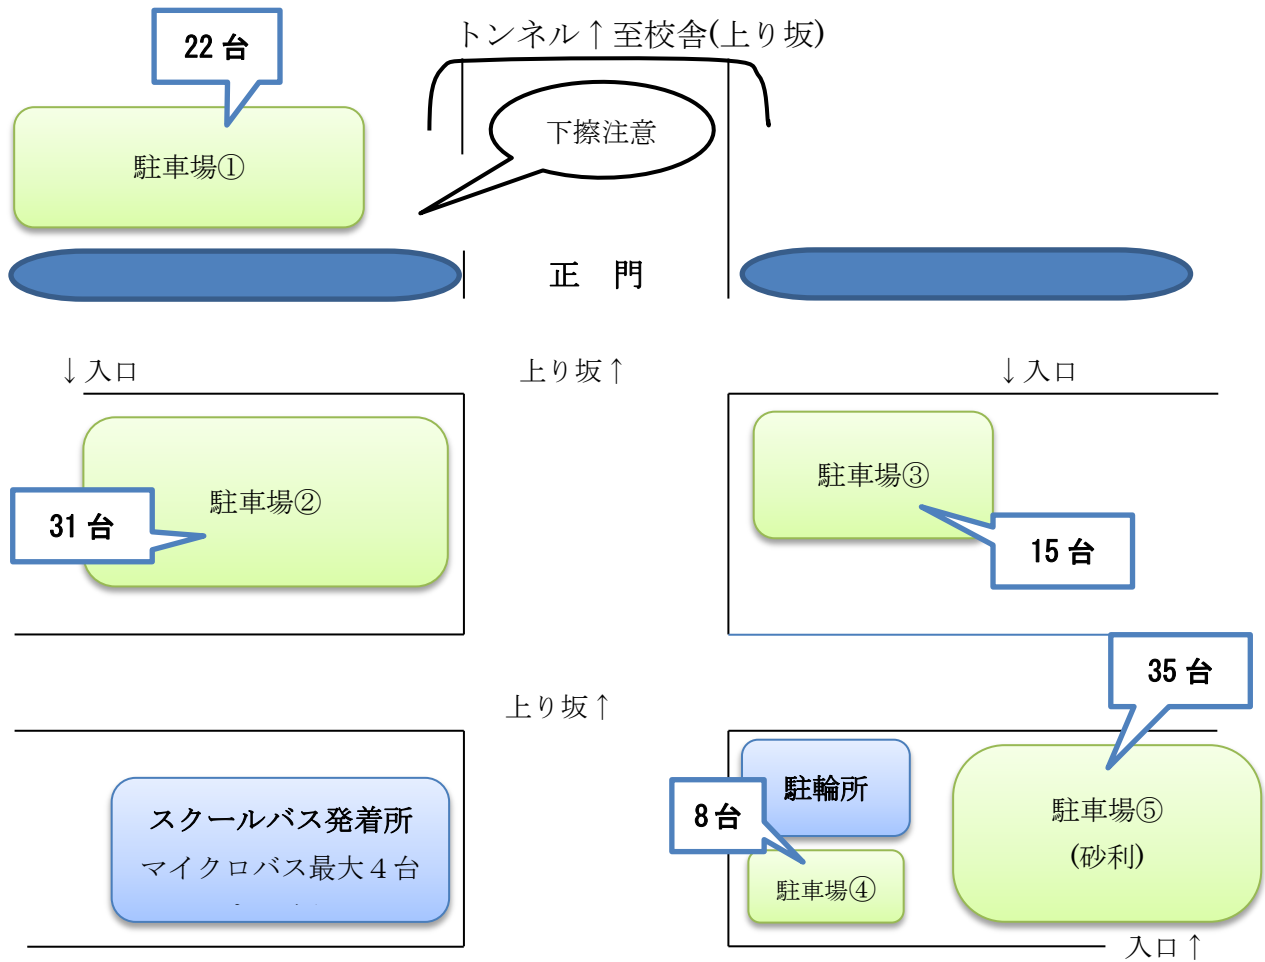 22 台
トンネル↑至校舎(上り坂)
下擦注意
駐車場①
正　門
↓入口
上り坂↑
↓入口
駐車場②
31 台
駐車場③
15 台
35 台
上り坂↑
スクールバス発着所
マイクロバス最大４台
駐輪所
8 台
駐車場④
駐車場⑤
(砂利)
入口↑